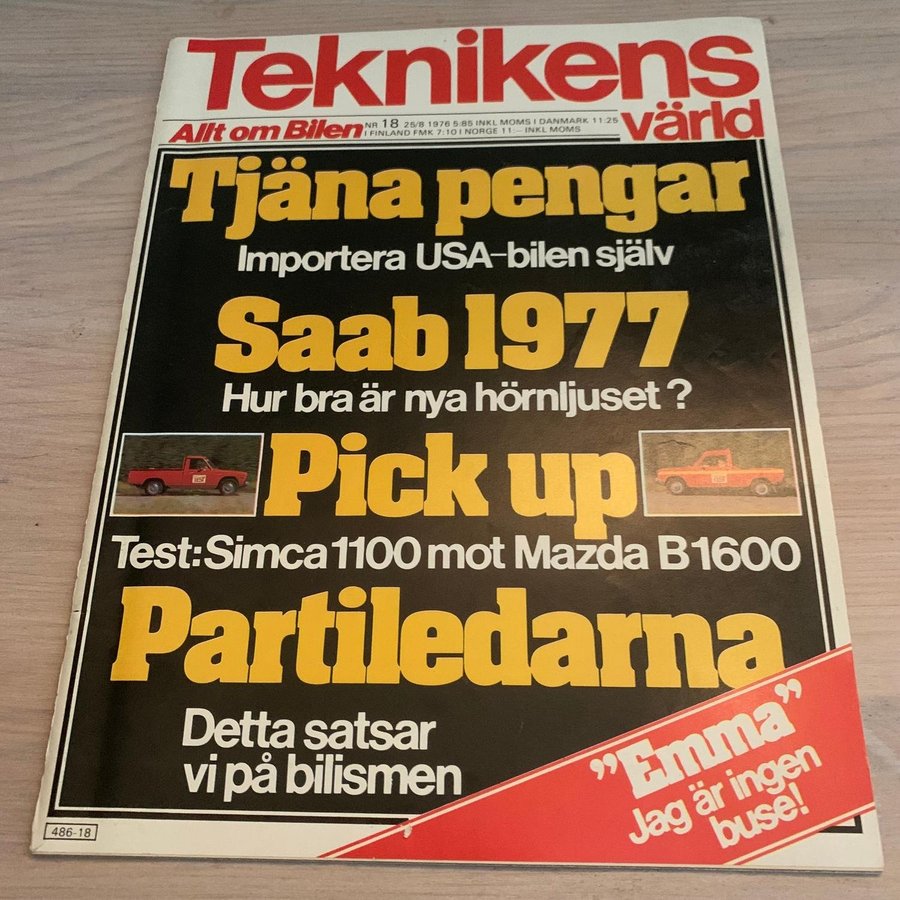 Teknikens
värld
Allt om Bilen
NR 18 25/8 1976 5:85 INKL MOMS I DANMARK 11:25
I FINLAND FMK 7:10 I NORGE 11:– INKL MOMS
Tjäna pengar
Importera USA-bilen själv
Saab 1977
Hur bra är nya hörnljuset?
Pick up
Test: Simca 1100 mot Mazda B1600
Partiledarna
Detta satsar
vi på bilismen
”Emma”
Jag är ingen
buse!
486-18